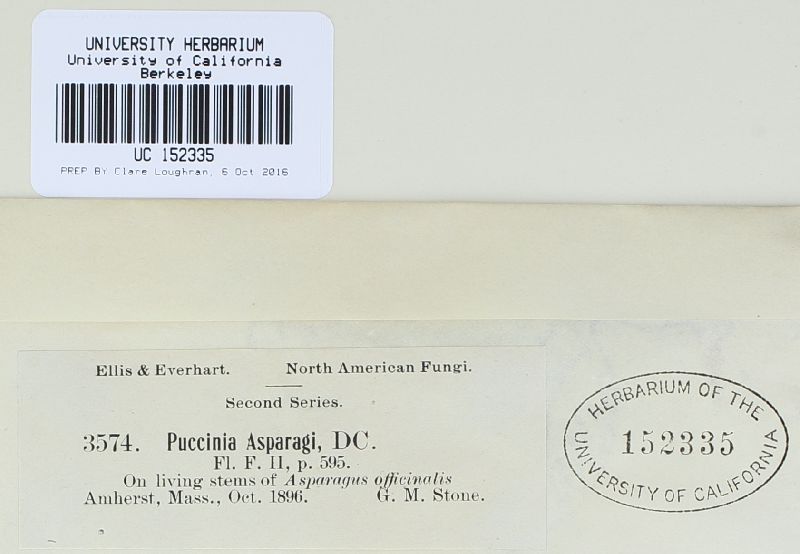 UNIVERSITY HERBARIUM
University of California
Berkeley
UC 152335
PREP BY Clare Loughran, 6 Oct 2016
Ellis & Everhart. North American Fungi.
Second Series.
3574. Puccinia Asparagi, DC.
Fl. F. II, p. 595.
On living stems of Asparagus officinalis
Amherst, Mass., Oct. 1896. G. M. Stone.
HERBARIUM OF THE
152335
UNIVERSITY OF CALIFORNIA